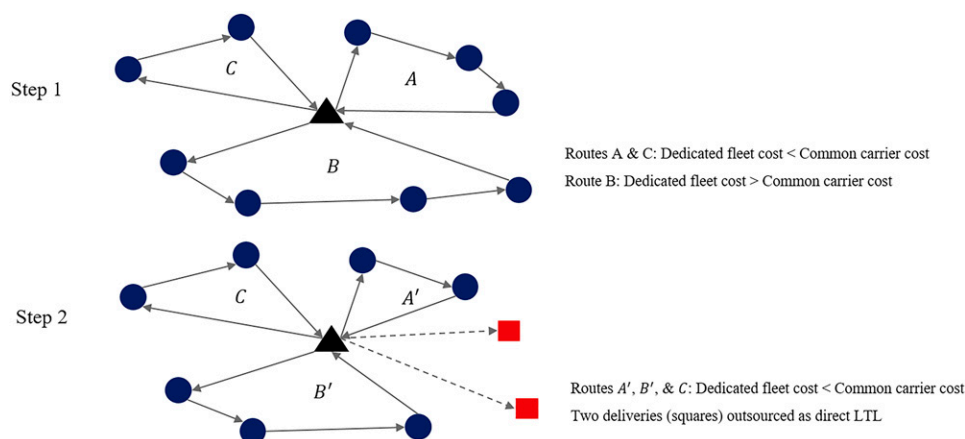 C
A
Step 1
B
Routes A & C: Dedicated fleet cost < Common carrier cost
Route B: Dedicated fleet cost > Common carrier cost
C
A′
Step 2
B′
Routes A′, B′, & C: Dedicated fleet cost < Common carrier cost
Two deliveries (squares) outsourced as direct LTL